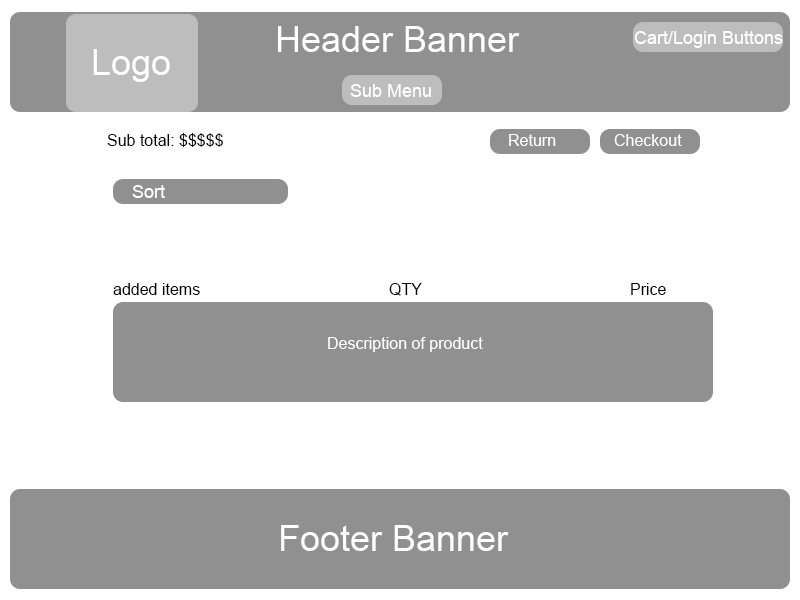 Logo
Header Banner
Cart/Login Buttons
Sub Menu
Sub total: $$$$$
Return
Checkout
Sort
added items
QTY
Price
Description of product
Footer Banner